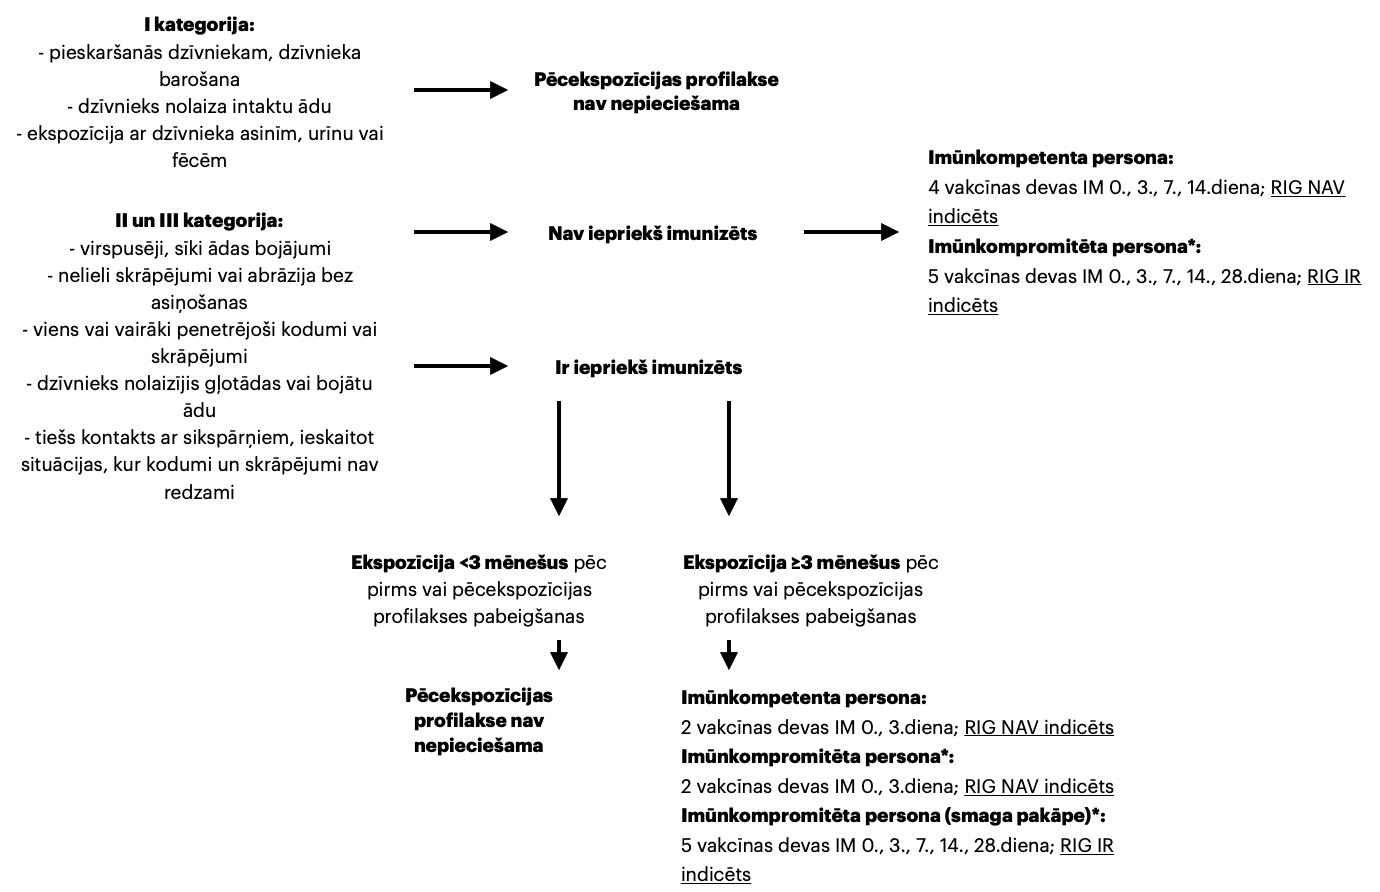 I kategorija:
- pieskaršanās dzīvniekam, dzīvnieka
barošana
- dzīvnieks nolaiza intaktu ādu
- ekspozīcija ar dzīvnieka asinīm, urīnu vai
fēcēm
Pēcekspozīcijas profilakse
nav nepieciešama
II un III kategorija:
- virspusēji, sīki ādas bojājumi
- nelieli skrāpējumi vai abrāzija bez
asiņošanas
- viens vai vairāki penetrējoši kodumi vai
skrāpējumi
- dzīvnieks nolaizījis gļotādas vai bojātu
ādu
- tiešs kontakts ar sikspārņiem, ieskaitot
situācijas, kur kodumi un skrāpējumi nav
redzami
Nav iepriekš imunizēts
Imūnkompetenta persona:
4 vakcīnas devas IM 0., 3., 7., 14.diena; RIG NAV
indicēts
Imūnkompromitēta persona*:
5 vakcīnas devas IM 0., 3., 7., 14., 28.diena; RIG IR
indicēts
Ir iepriekš imunizēts
Ekspozīcija <3 mēnešus pēc
pirms vai pēcekspozīcijas
profilakses pabeigšanas
Pēcekspozīcijas
profilakse nav
nepieciešama
Ekspozīcija ≥3 mēnešus pēc
pirms vai pēcekspozīcijas
profilakses pabeigšanas
Imūnkompetenta persona:
2 vakcīnas devas IM 0., 3.diena; RIG NAV indicēts
Imūnkompromitēta persona*:
2 vakcīnas devas IM 0., 3.diena; RIG NAV indicēts
Imūnkompromitēta persona (smaga pakāpe)*:
5 vakcīnas devas IM 0., 3., 7., 14., 28.diena; RIG IR
indicēts